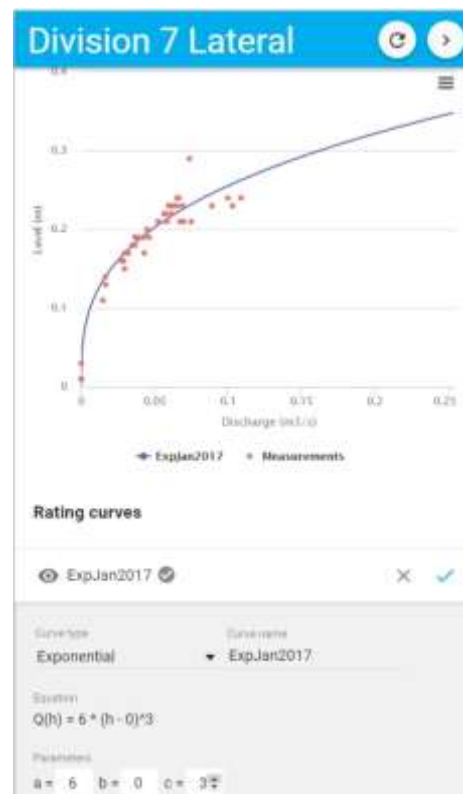 Division 7 Lateral
0.4
0.3
0.2
0.1
0
Level (m)
0 0.05 0.1 0.15 0.2 0.25
Discharge (m3/s)
ExpJan2017 Measurements
Rating curves
ExpJan2017
Curve type Curve name
Exponential ExpJan2017
Equation
Q(h) = 6 * (h - 0)^3
Parameters
a = 6 b = 0 c = 3